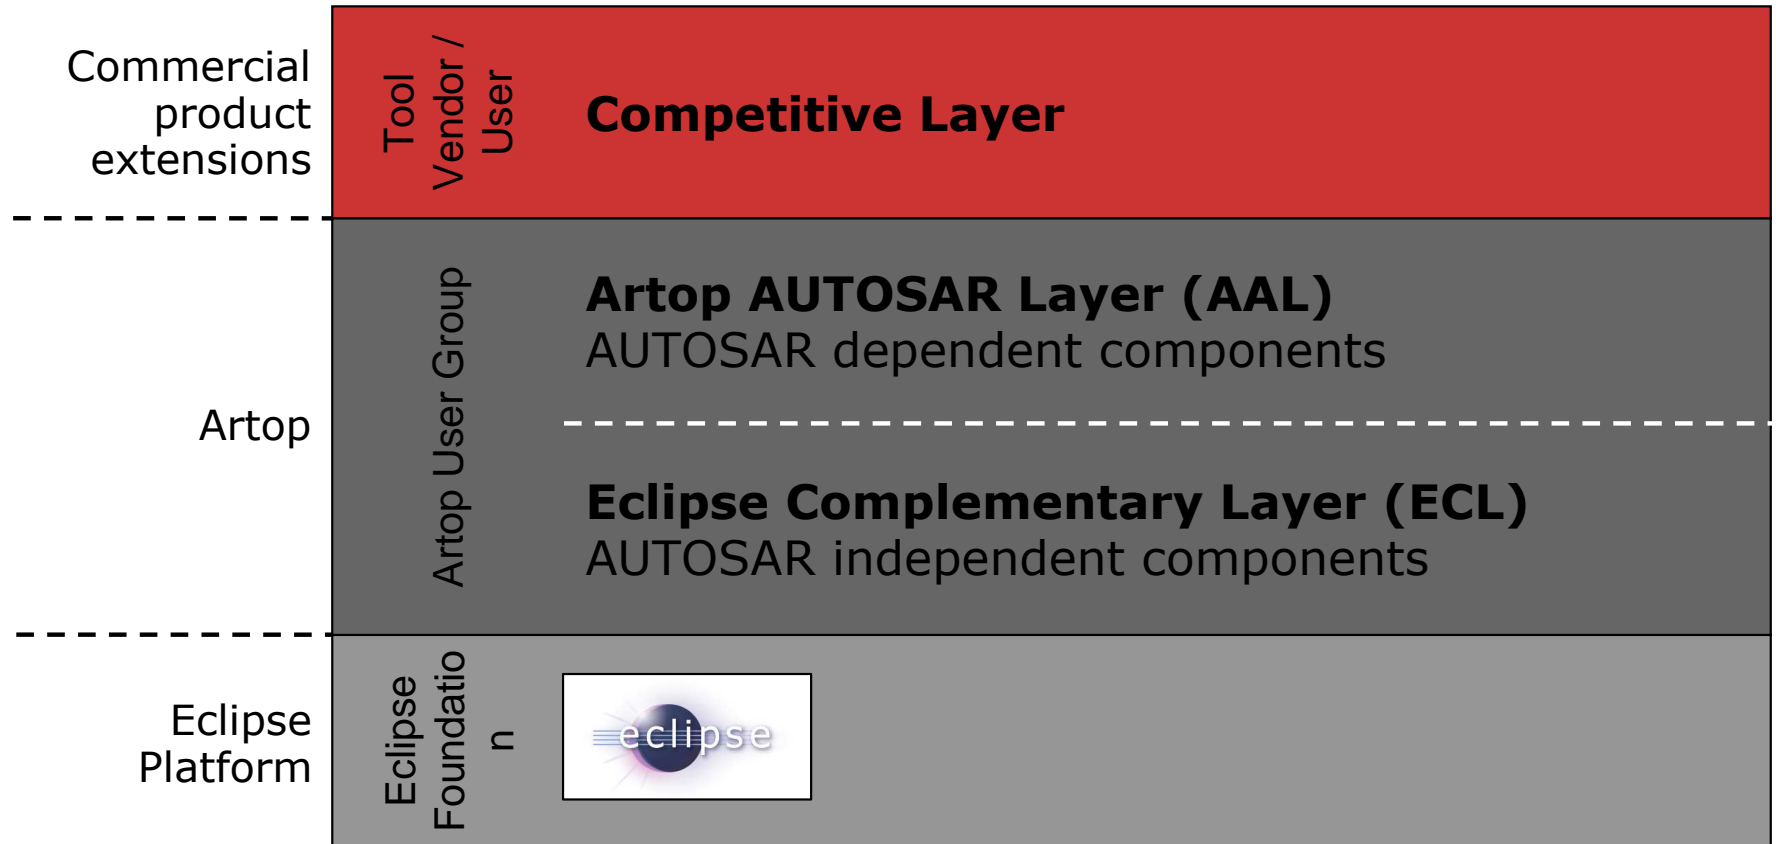 Commercial
product
extensions
Tool
Vendor /
User
Competitive Layer
Artop
Artop User Group
Artop AUTOSAR Layer (AAL)
AUTOSAR dependent components
Eclipse Complementary Layer (ECL)
AUTOSAR independent components
Eclipse
Platform
Eclipse
Foundatio
n
eclipse